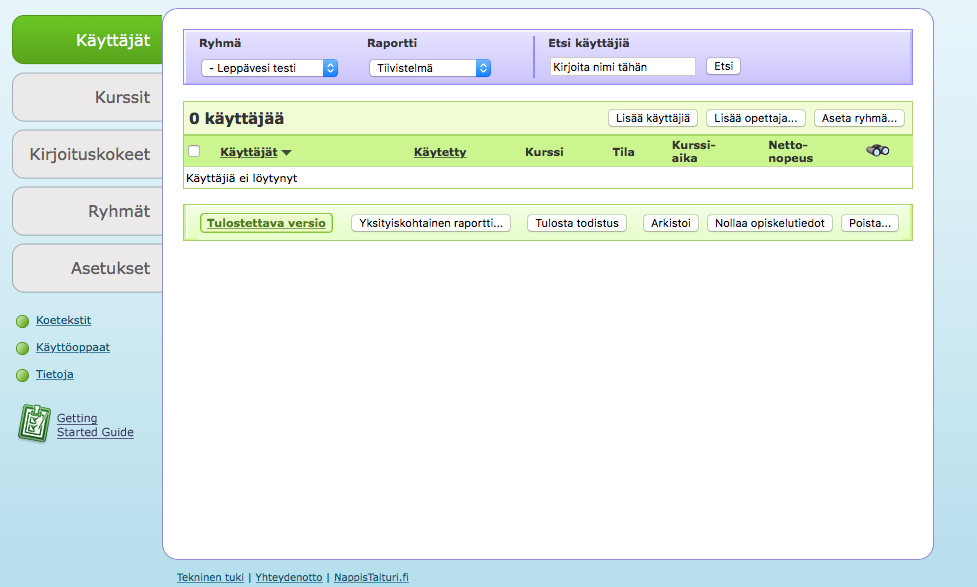 Käyttäjät
Kurssit
Kirjoituskokeet
Ryhmät
Asetukset
Koetekstit
Käyttöoppaat
Tietoja
Getting
Started Guide
Ryhmä Raportti Etsi käyttäjiä
- Leppävesi testi Tiivistelmä Kirjoita nimi tähän Etsi
0 käyttäjää Lisää käyttäjiä Lisää opettaja... Aseta ryhmä...
Käyttäjät Käytetty Kurssi Tila Kurssi-aika Netto-nopeus
Käyttäjiä ei löytynyt
Tulostettava versio Yksityiskohtainen raportti... Tulosta todistus Arkistoi Nollaa opiskelutiedot Poista...
Tekninen tuki | Yhteydenotto | NappisTaituri.fi